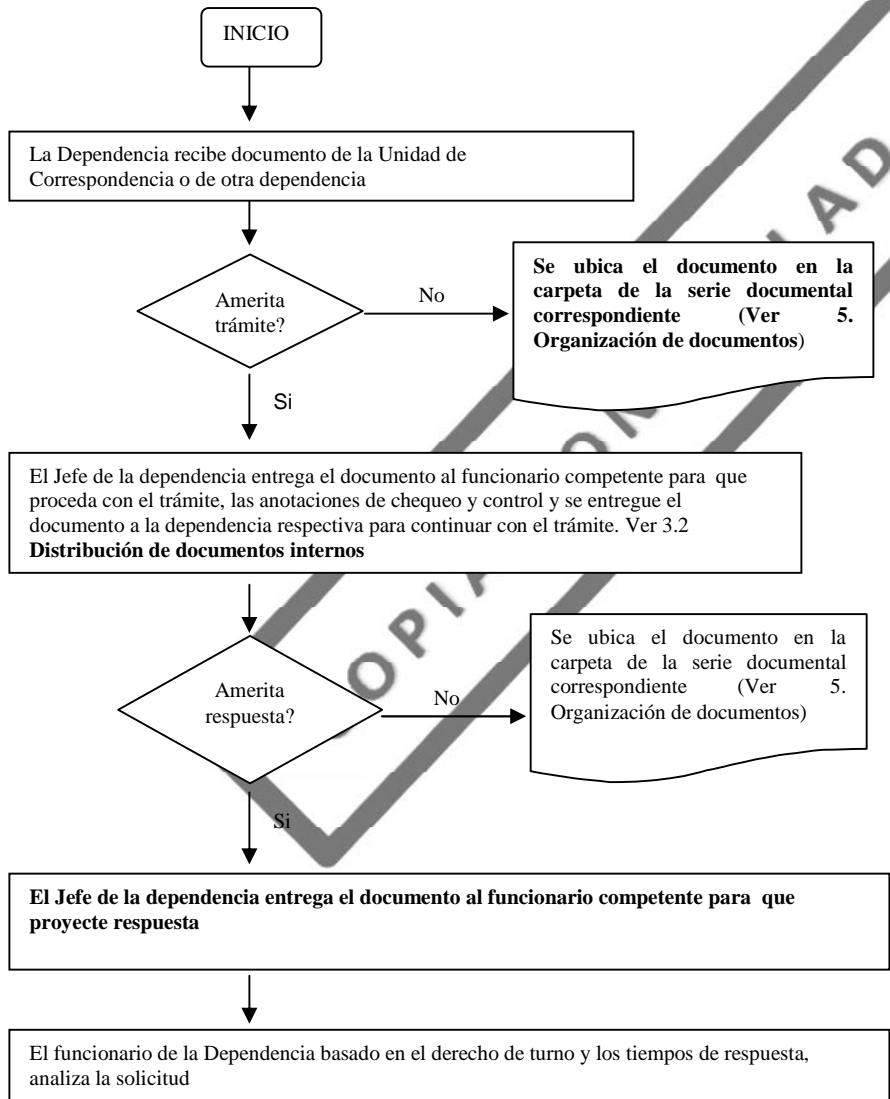 INICIO
La Dependencia recibe documento de la Unidad de
Correspondencia o de otra dependencia
Amerita
trámite?
No
Se ubica el documento en la
carpeta de la serie documental
correspondiente (Ver 5.
Organización de documentos)
Si
El Jefe de la dependencia entrega el documento al funcionario competente para que
proceda con el trámite, las anotaciones de chequeo y control y se entregue el
documento a la dependencia respectiva para continuar con el trámite. Ver 3.2
Distribución de documentos internos
Amerita
respuesta?
No
Se ubica el documento en la
carpeta de la serie documental
correspondiente (Ver 5.
Organización de documentos)
Si
El Jefe de la dependencia entrega el documento al funcionario competente para que
proyecte respuesta
El funcionario de la Dependencia basado en el derecho de turno y los tiempos de respuesta,
analiza la solicitud